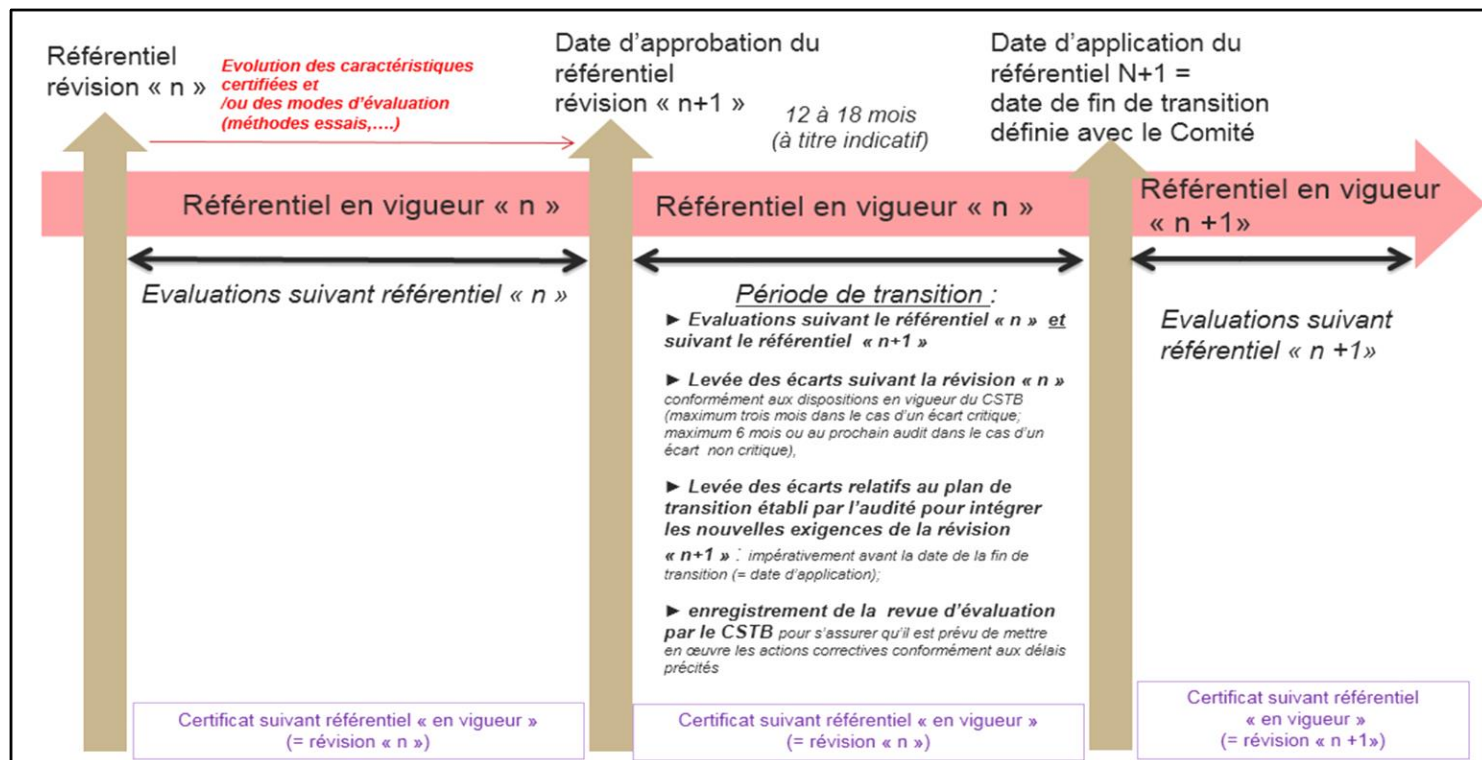 Référentiel
révision « n »
Evolution des caractéristiques
certifiées et
/ou des modes d'évaluation
(méthodes essais,....)
Date d'approbation du
référentiel
révision « n+1 »
12 à 18 mois
(à titre indicatif)
Date d'application du
référentiel N+1 =
date de fin de transition
définie avec le Comité
Référentiel en vigueur « n »
Référentiel en vigueur « n »
Référentiel en vigueur
« n +1»
Evaluations suivant référentiel « n »
Période de transition :
► Evaluations suivant le référentiel « n » et
suivant le référentiel « n+1 »
► Levée des écarts suivant la révision « n »
conformément aux dispositions en vigueur du CSTB
(maximum trois mois dans le cas d'un écart critique;
maximum 6 mois ou au prochain audit dans le cas d'un
écart non critique),
► Levée des écarts relatifs au plan de
transition établi par l'audité pour intégrer
les nouvelles exigences de la révision
« n+1 » : impérativement avant la date de la fin de
transition (= date d'application);
► enregistrement de la revue d'évaluation
par le CSTB pour s'assurer qu'il est prévu de mettre
en œuvre les actions correctives conformément aux délais
précités
Evaluations suivant
référentiel « n +1»
Certificat suivant référentiel « en vigueur »
(= révision « n »)
Certificat suivant référentiel « en vigueur »
(= révision « n »)
Certificat suivant référentiel
« en vigueur »
(= révision « n +1»)